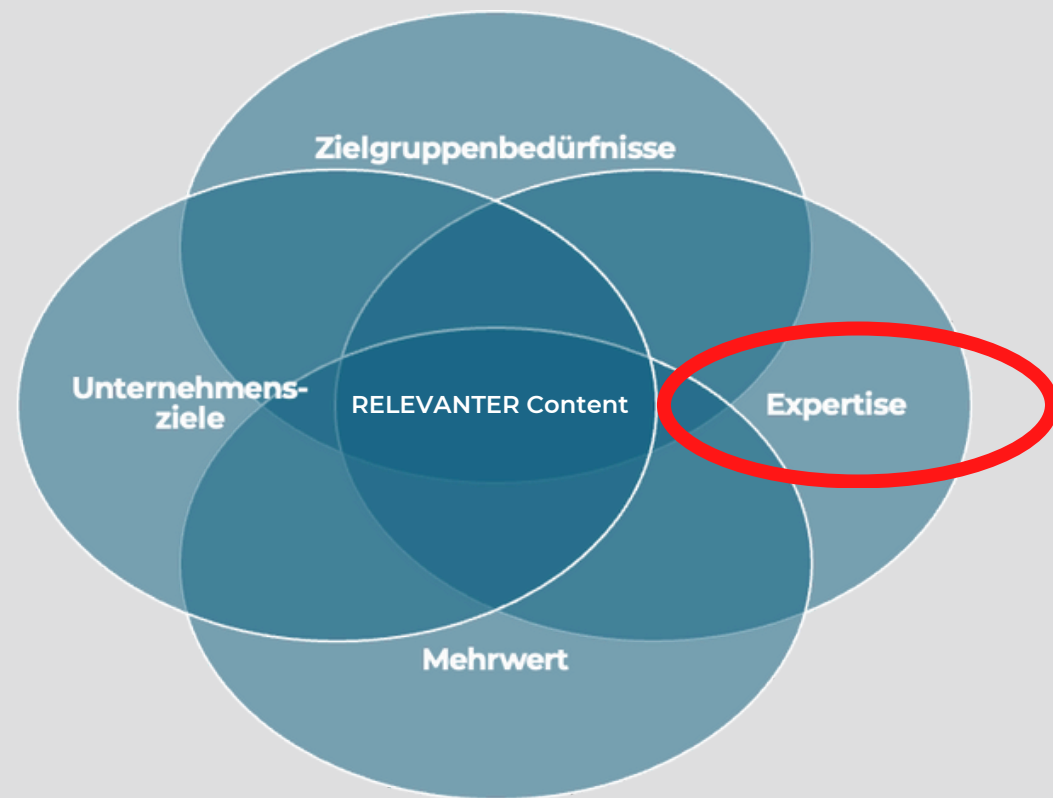 Zielgruppenbedürfnisse
Unternehmens-
ziele
RELEVANTER Content
Expertise
Mehrwert